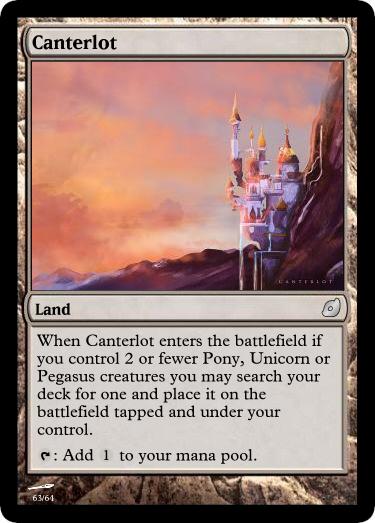 Canterlot
CANTERLOT
Land
When Canterlot enters the battlefield if
you control 2 or fewer Pony, Unicorn or
Pegasus creatures you may search your
deck for one and place it on the
battlefield tapped and under your
control.
: Add 1 to your mana pool.
63/64